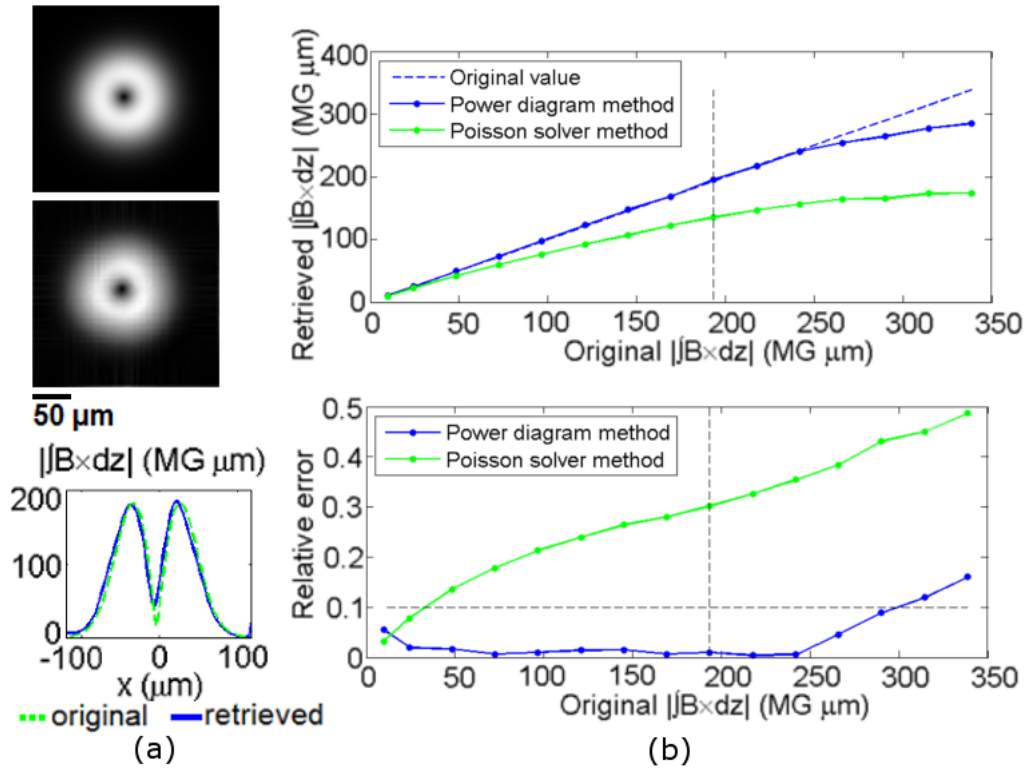 50 μm
|∫B×dz| (MG μm)
200
100
0
-100 0 100
x (μm)
original retrieved
(a)
Retrieved |∫B×dz| (MG μm)
400
300
200
100
0
Original value
Power diagram method
Poisson solver method
0 50 100 150 200 250 300 350
Original |∫B×dz| (MG μm)
Relative error
0.5
0.4
0.3
0.2
0.1
0
Power diagram method
Poisson solver method
0 50 100 150 200 250 300 350
Original |∫B×dz| (MG μm)
(b)